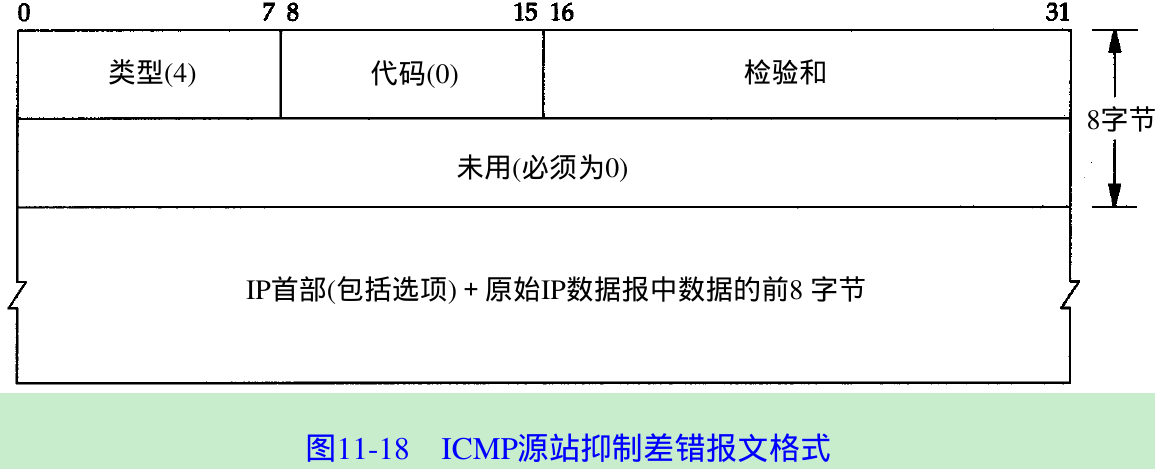 0 7 8 15 16 31
类型(4) 代码(0) 检验和
8字节
未用(必须为0)
IP首部(包括选项) + 原始IP数据报中数据的前8 字节
图11-18 ICMP源站抑制差错报文格式